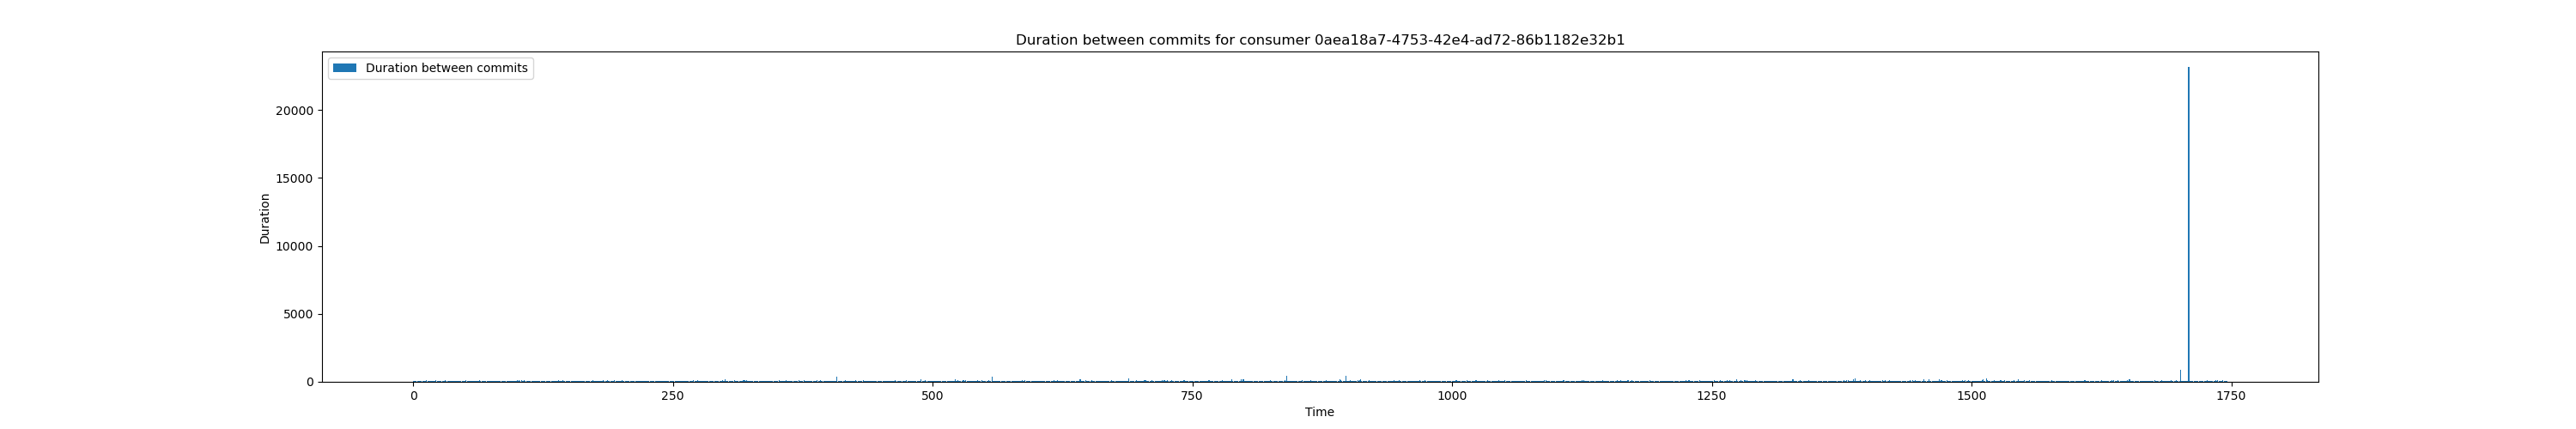 Duration between commits for consumer 0aea18a7-4753-42e4-ad72-86b1182e32b1
Duration between commits
20000
15000
10000
5000
0
Duration
0 250 500 750 1000 1250 1500 1750
Time